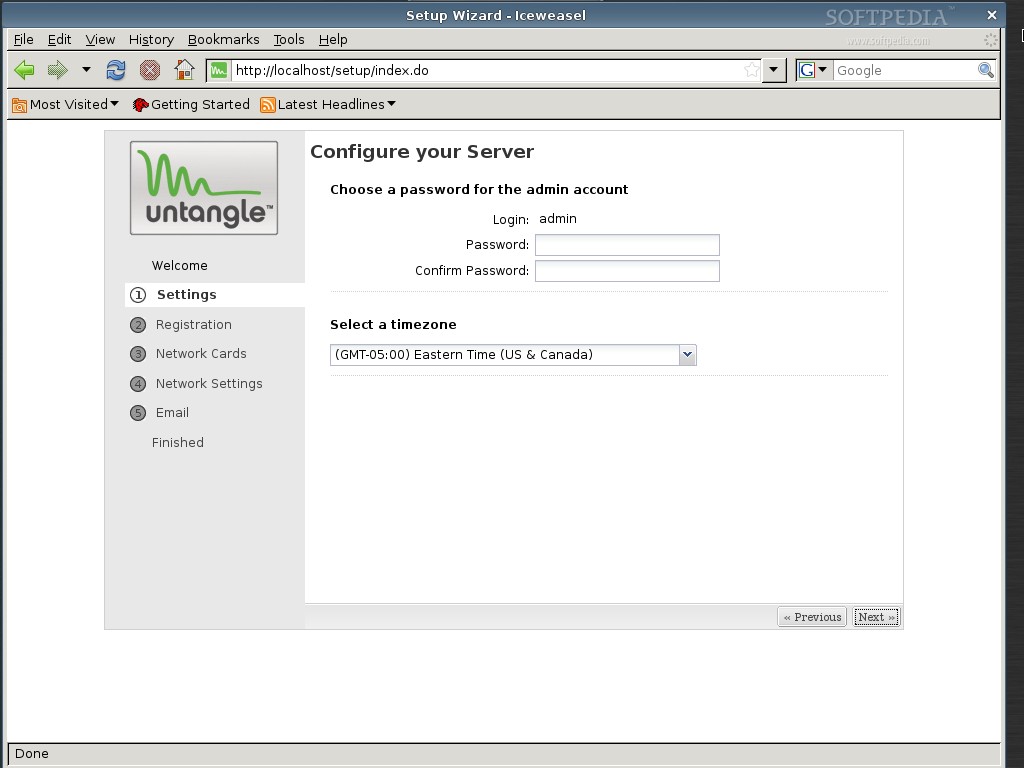 Setup Wizard - Iceweasel
SOFTPEDIA
www.softpedia.com
File Edit View History Bookmarks Tools Help
http://localhost/setup/index.do
G Google
Most Visited Getting Started Latest Headlines
untangle™
Welcome
1 Settings
2 Registration
3 Network Cards
4 Network Settings
5 Email
Finished
Configure your Server
Choose a password for the admin account
Login: admin
Password:
Confirm Password:
Select a timezone
(GMT-05:00) Eastern Time (US & Canada)
« Previous Next »
Done